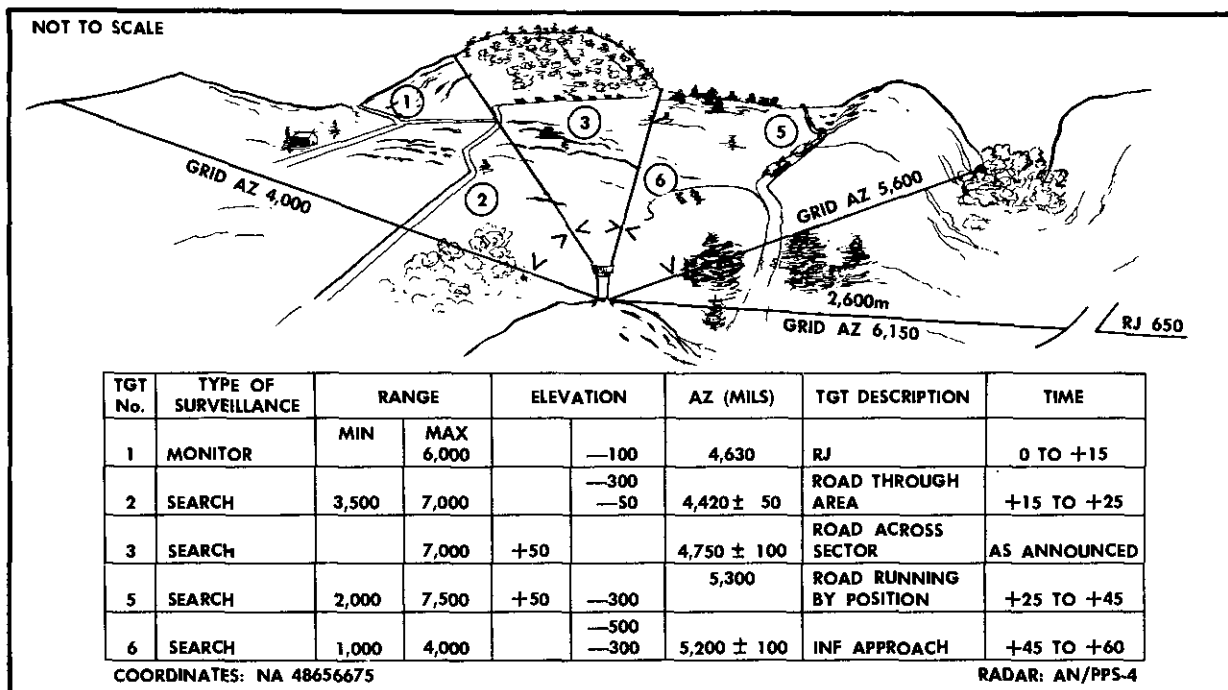 NOT TO SCALE
1
3
5
6
2
GRID AZ 4,000
GRID AZ 5,600
2,600m
GRID AZ 6,150
RJ 650
TGT No. TYPE OF SURVEILLANCE RANGE ELEVATION AZ (MILS) TGT DESCRIPTION TIME
MIN MAX
1 MONITOR 6,000 —100 4,630 RJ 0 TO +15
2 SEARCH 3,500 7,000 —300 —50 4,420 ± 50 ROAD THROUGH AREA +15 TO +25
3 SEARCH 7,000 +50 4,750 ± 100 ROAD ACROSS SECTOR AS ANNOUNCED
5 SEARCH 2,000 7,500 +50 —300 5,300 ROAD RUNNING BY POSITION +25 TO +45
6 SEARCH 1,000 4,000 —500 —300 5,200 ± 100 INF APPROACH +45 TO +60
COORDINATES: NA 48656675
RADAR: AN/PPS-4